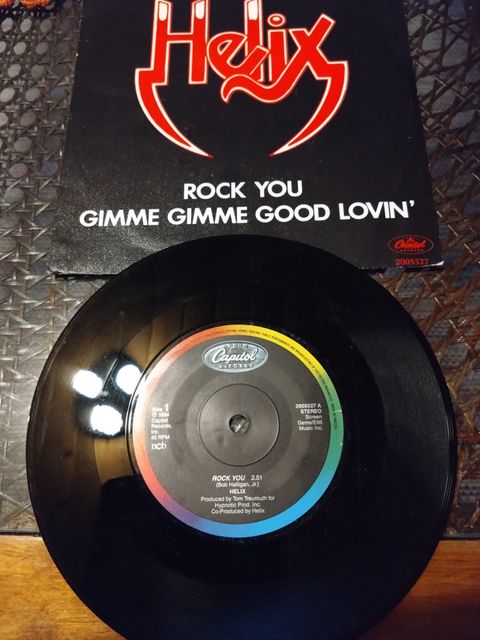 Helix
ROCK YOU
GIMME GIMME GOOD LOVIN'
Capitol
RECORDS
2005527
Capitol
RECORDS
Side 1
℗ 1984
Capitol
Records,
Inc.
45 RPM
ncb
2005527 A
STEREO
Screen
Gems/EMI
Music Inc.
ROCK YOU 2.51
(Bob Halligan, Jr.)
HELIX
Produced by Tom Treumuth for
Hypnotic Prod. Inc.
Co-Produced by Helix